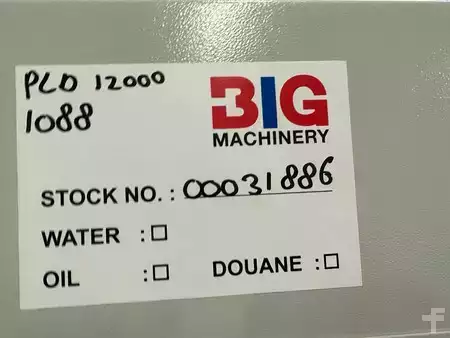 PLD 12000
1088
BIG
MACHINERY
STOCK NO. : 00031886
WATER : ☐
OIL : ☐ DOUANE : ☐